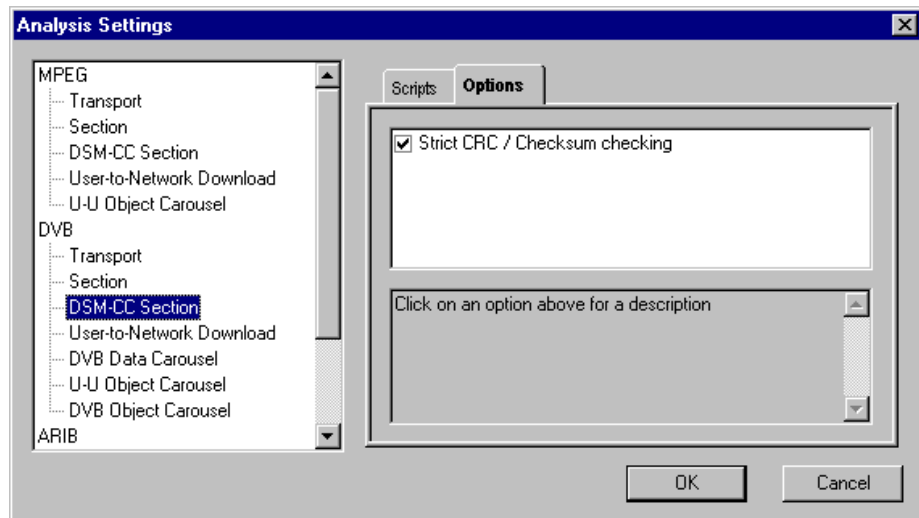 Analysis Settings
MPEG
Transport
Section
DSM-CC Section
User-to-Network Download
U-U Object Carousel
DVB
Transport
Section
DSM-CC Section
User-to-Network Download
DVB Data Carousel
U-U Object Carousel
DVB Object Carousel
ARIB
Scripts
Options
Strict CRC / Checksum checking
Click on an option above for a description
OK
Cancel